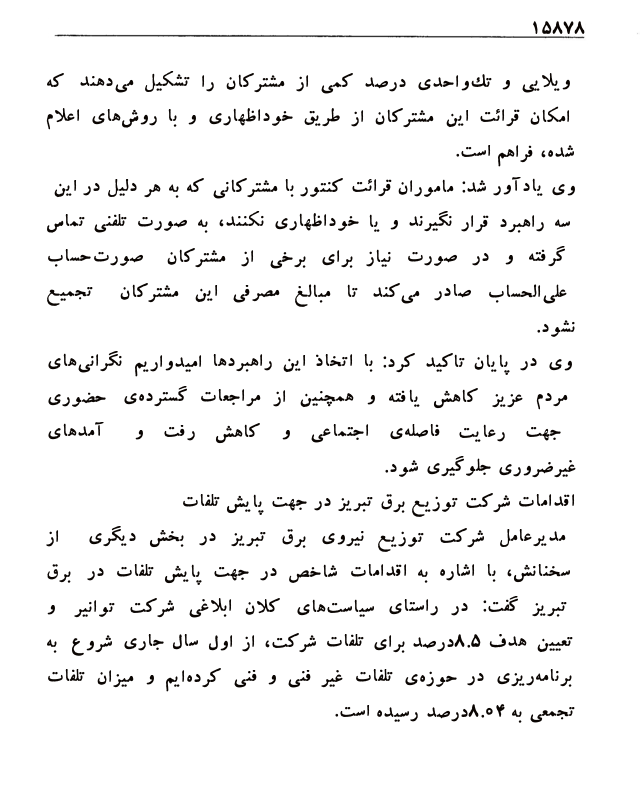 ۱۵۸۷۸
ویلایی و تك‌واحدی درصد کمی از مشترکان را تشکیل می‌دهند که
امکان قرائت این مشترکان از طریق خوداظهاری و با روش‌های اعلام
شده، فراهم است.
وی یادآور شد: ماموران قرائت کنتور با مشترکانی که به هر دلیل در این
سه راهبرد قرار نگیرند و یا خوداظهاری نکنند، به صورت تلفنی تماس
گرفته و در صورت نیاز برای برخی از مشترکان صورت‌حساب
علی‌الحساب صادر می‌کند تا مبالغ مصرفی این مشترکان تجمیع
نشود.
وی در پایان تاکید کرد: با اتخاذ این راهبردها امیدواریم نگرانی‌های
مردم عزیز کاهش یافته و همچنین از مراجعات گسترده‌ی حضوری
جهت رعایت فاصله‌ی اجتماعی و کاهش رفت و آمدهای
غیرضروری جلوگیری شود.
اقدامات شرکت توزیع برق تبریز در جهت پایش تلفات
مدیرعامل شرکت توزیع نیروی برق تبریز در بخش دیگری از
سخنانش، با اشاره به اقدامات شاخص در جهت پایش تلفات در برق
تبریز گفت: در راستای سیاست‌های کلان ابلاغی شرکت توانیر و
تعیین هدف ۸.۵درصد برای تلفات شرکت، از اول سال جاری شروع به
برنامه‌ریزی در حوزه‌ی تلفات غیر فنی و فنی کرده‌ایم و میزان تلفات
تجمعی به ۸.۰۴درصد رسیده است.